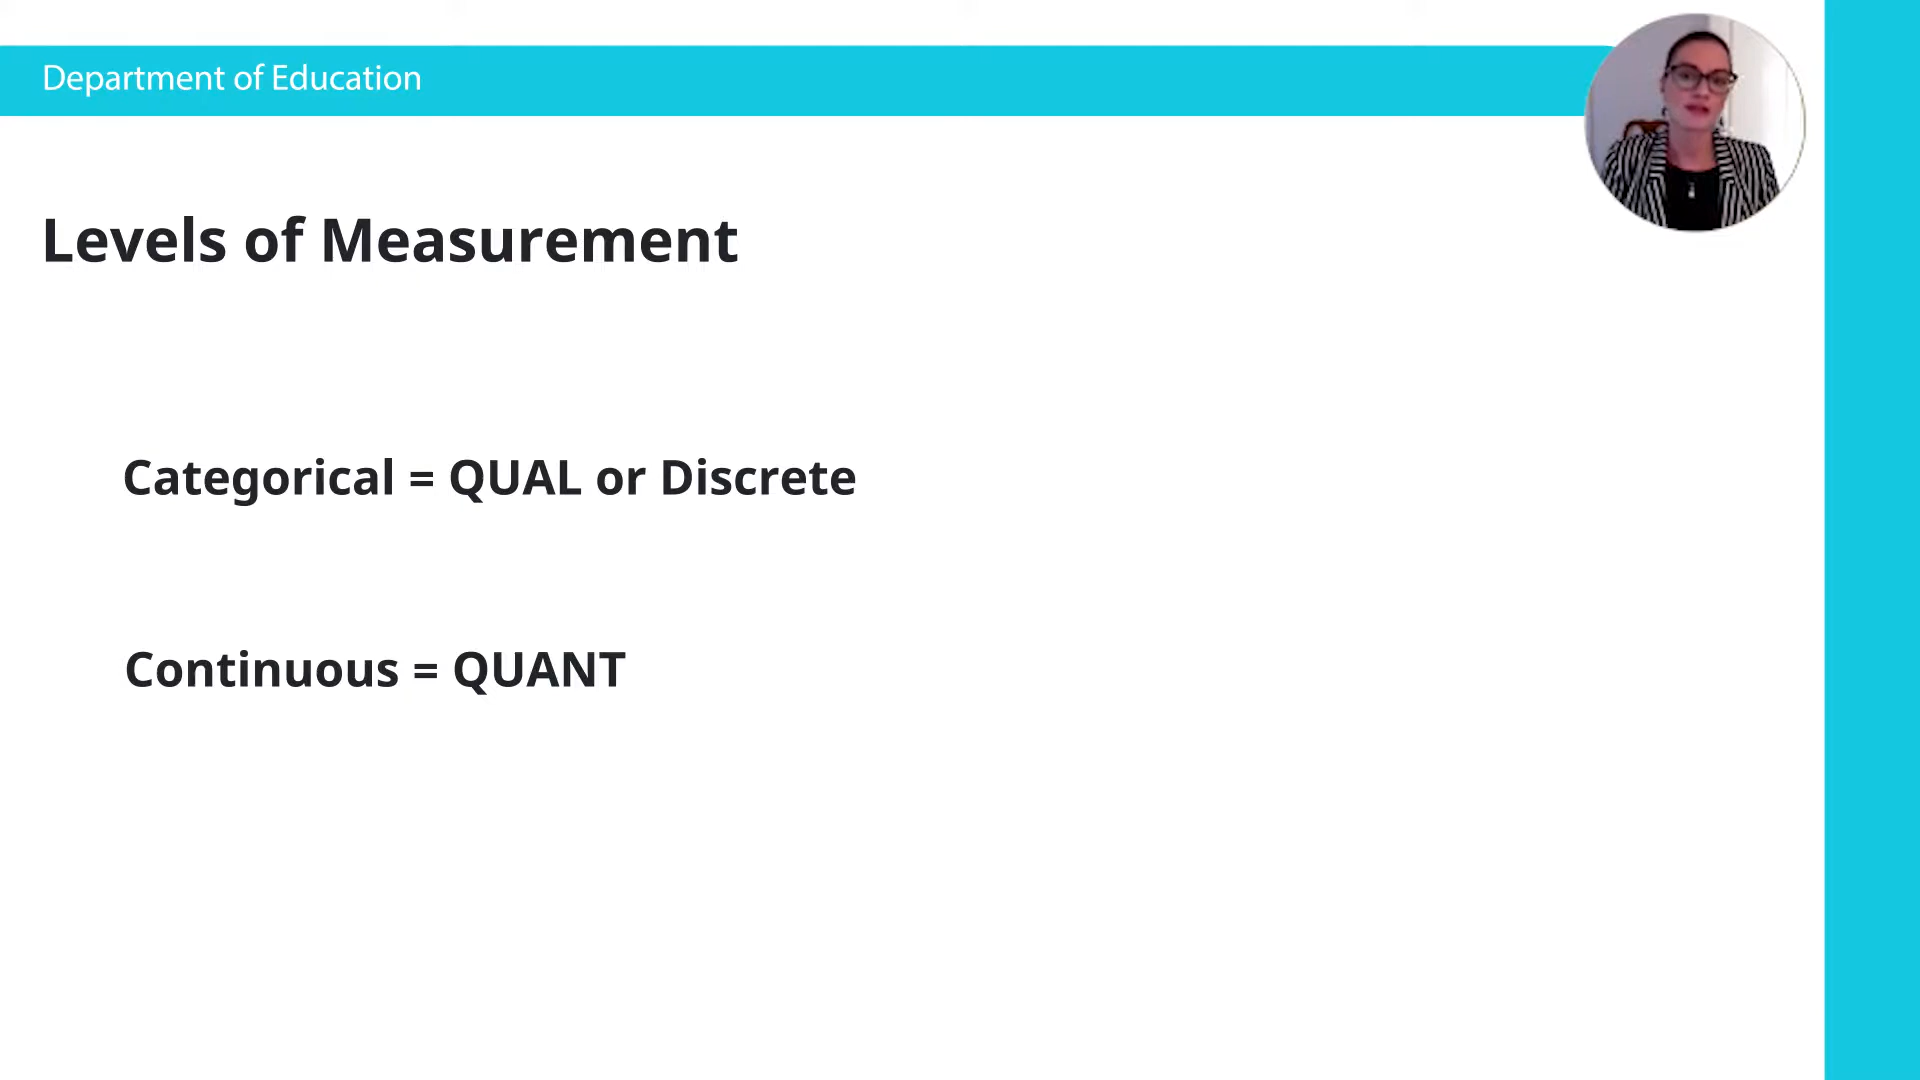 Department of Education
Levels of Measurement
Categorical = QUAL or Discrete
Continuous = QUANT